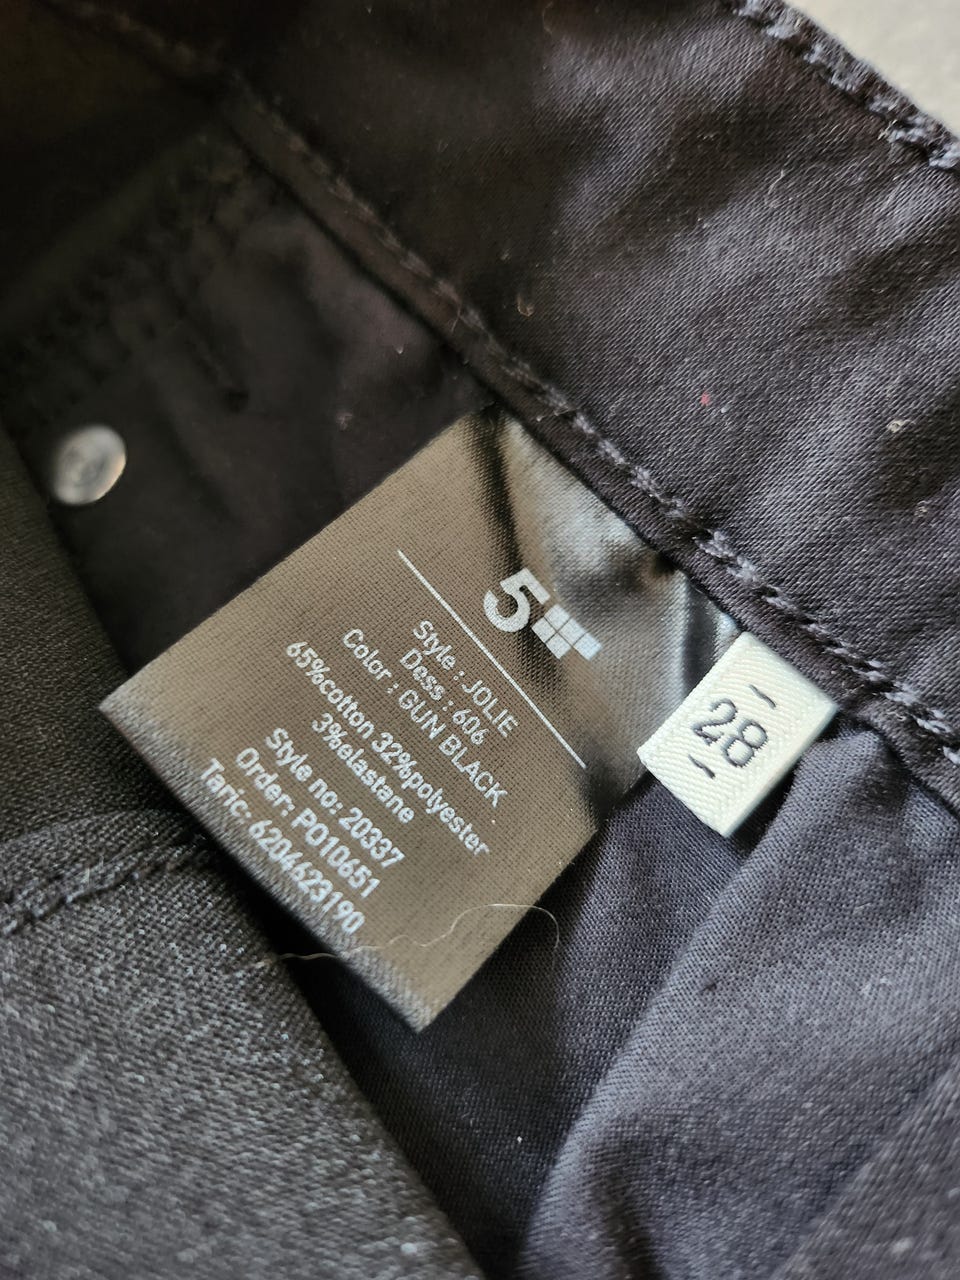 5
Style : JOLIE
Dess : 606
Color : GUN BLACK
65%cotton 32%polyester
3%elastane
Style no: 20337
Order: PO10651
Taric: 6204623190
28